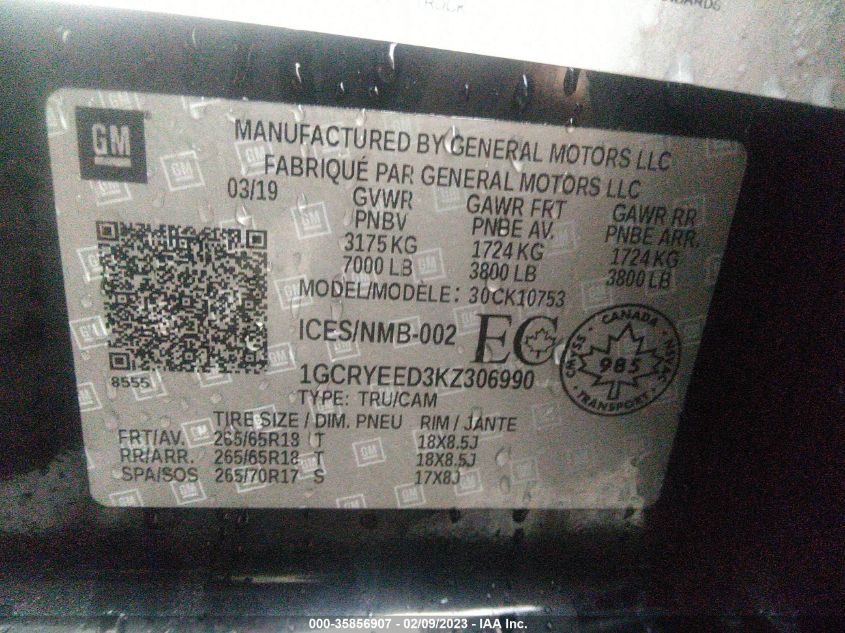 GM
MANUFACTURED BY GENERAL MOTORS LLC
FABRIQUÉ PAR GENERAL MOTORS LLC
03/19
GVWR GAWR FRT GAWR RR
PNBV PNBE AV. PNBE ARR.
3175 KG 1724 KG 1724 KG
7000 LB 3800 LB 3800 LB
MODEL/MODÈLE: 30CK10753
ICES/NMB-002 EC
CANADA
985
TRANSPORT
8555
1GCRYEED3KZ306990
TYPE: TRU/CAM
TIRE SIZE / DIM. PNEU RIM / JANTE
FRT/AV. 265/65R18 T 18X8.5J
RR/ARR. 265/65R18 T 18X8.5J
SPA/SOS 265/70R17 S 17X8J
000-35856907 - 02/09/2023 - IAA Inc.